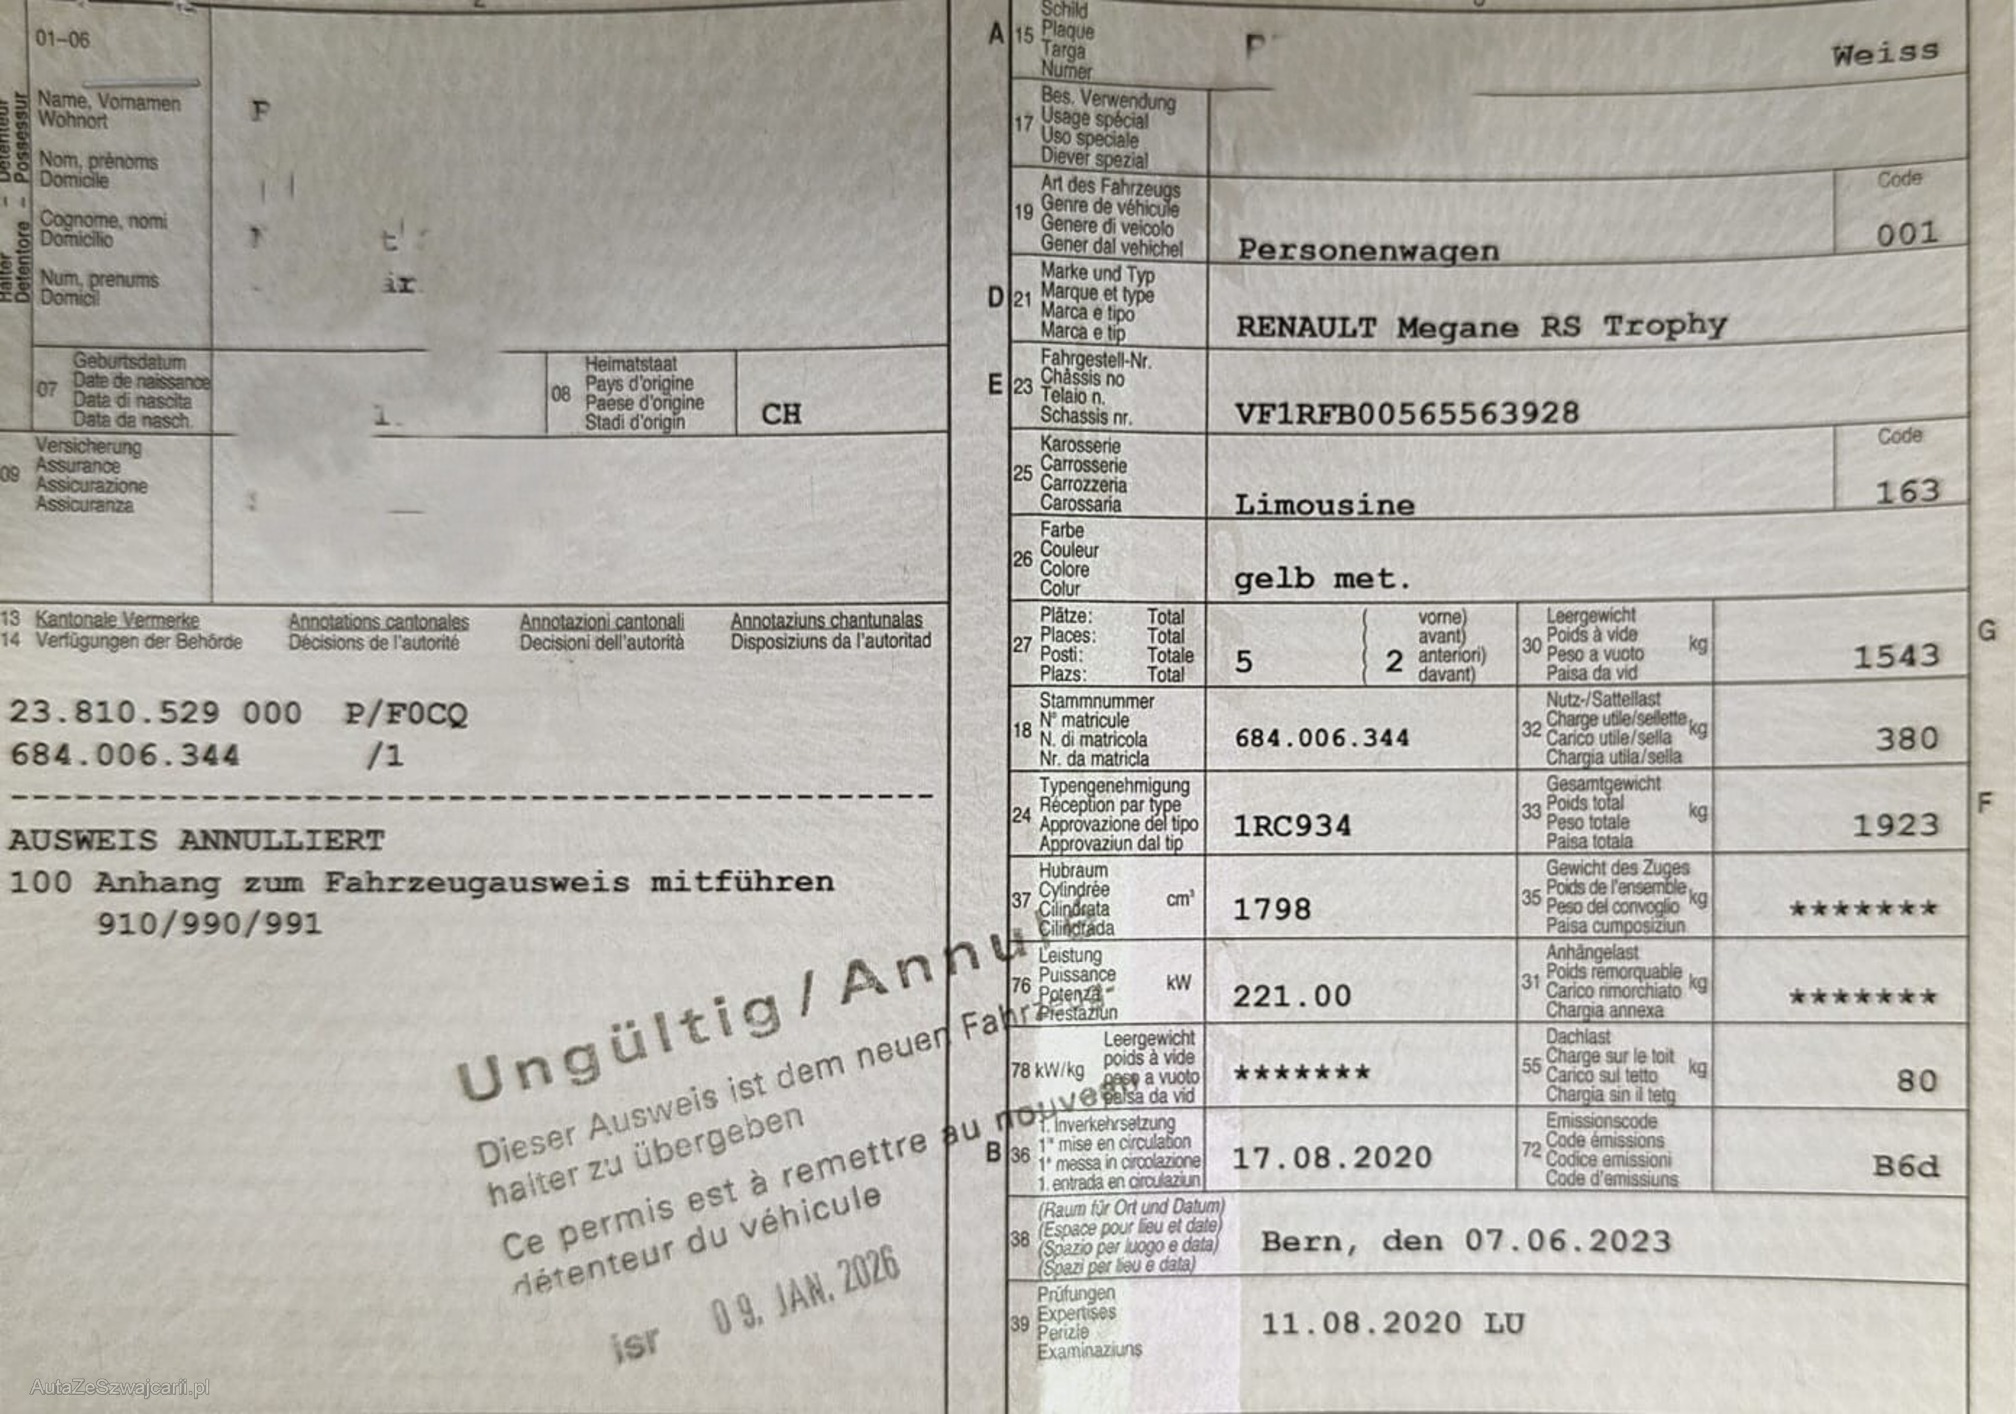 01-06
Name, Vornamen
Wohnort
Nom, prénoms
Domicile
Cognome, nomi
Domicilio
Num, prenums
Domicil
Détenteur
Possessur
Halter
Detentore
07
Geburtsdatum
Date de naissance
Data di nascita
Data da nasch.
08
Heimatstaat
Pays d'origine
Paese d'origine
Stadi d'origin
CH
09
Versicherung
Assurance
Assicurazione
Assicuranza
13 Kantonale Vermerke Annotations cantonales Annotazioni cantonali Annotaziuns chantunalas
14 Verfügungen der Behörde Décisions de l'autorité Decisioni dell'autorità Disposiziuns da l'autoritad
23.810.529 000 P/F0CQ
684.006.344 /1
AUSWEIS ANNULLIERT
100 Anhang zum Fahrzeugausweis mitführen
910/990/991
Ungültig / Annu
Dieser Ausweis ist dem neuen Fahr
halter zu übergeben
Ce permis est à remettre au nouveau
détenteur du véhicule
isr 09. JAN. 2026
AutaZeSzwajcarii.pl
A 15
Schild
Plaque
Targa
Numer
P
Weiss
17
Bes. Verwendung
Usage spécial
Uso speciale
Diever spezial
19
Art des Fahrzeugs
Genre de véhicule
Genere di veicolo
Gener dal vehichel
Personenwagen
Code
001
D 21
Marke und Typ
Marque et type
Marca e tipo
Marca e tip
RENAULT Megane RS Trophy
E 23
Fahrgestell-Nr.
Châssis no
Telaio n.
Schassis nr.
VF1RFB00565563928
25
Karosserie
Carrosserie
Carrozzeria
Carossaria
Limousine
Code
163
26
Farbe
Couleur
Colore
Colur
gelb met.
27
Plätze: Total
Places: Total
Posti: Totale
Plazs: Total
5
( 2
vorne)
avant)
anteriori)
davant)
30
Leergewicht
Poids à vide
Peso a vuoto
Paisa da vid
kg
1543
G
18
Stammnummer
N° matricule
N. di matricola
Nr. da matricla
684.006.344
32
Nutz-/Sattellast
Charge utile/sellette
Carico utile/sella
Chargia utila/sella
kg
380
24
Typengenehmigung
Réception par type
Approvazione del tipo
Approvaziun dal tip
1RC934
33
Gesamtgewicht
Poids total
Peso totale
Paisa totala
kg
1923
F
37
Hubraum
Cylindrée
Cilindrata
Cilindrada
cm³
1798
35
Gewicht des Zuges
Poids de l'ensemble
Peso del convoglio
Paisa cumposiziun
kg
*******
76
Leistung
Puissance
Potenza
Prestaziun
kW
221.00
31
Anhängelast
Poids remorquable
Carico rimorchiato
Chargia annexa
kg
*******
78 kW/kg
Leergewicht
poids à vide
peso a vuoto
paisa da vid
*******
55
Dachlast
Charge sur le toit
Carico sul tetto
Chargia sin il tetg
kg
80
B 36
1. Inverkehrsetzung
1ª mise en circulation
1ª messa in circolazione
1. entrada en circulaziun
17.08.2020
72
Emissionscode
Code émissions
Codice emissioni
Code d'emissiuns
B6d
38
(Raum für Ort und Datum)
(Espace pour lieu et date)
(Spazio per luogo e data)
(Spazi per lieu e data)
Bern, den 07.06.2023
39
Prüfungen
Expertises
Perizie
Examinaziuns
11.08.2020 LU